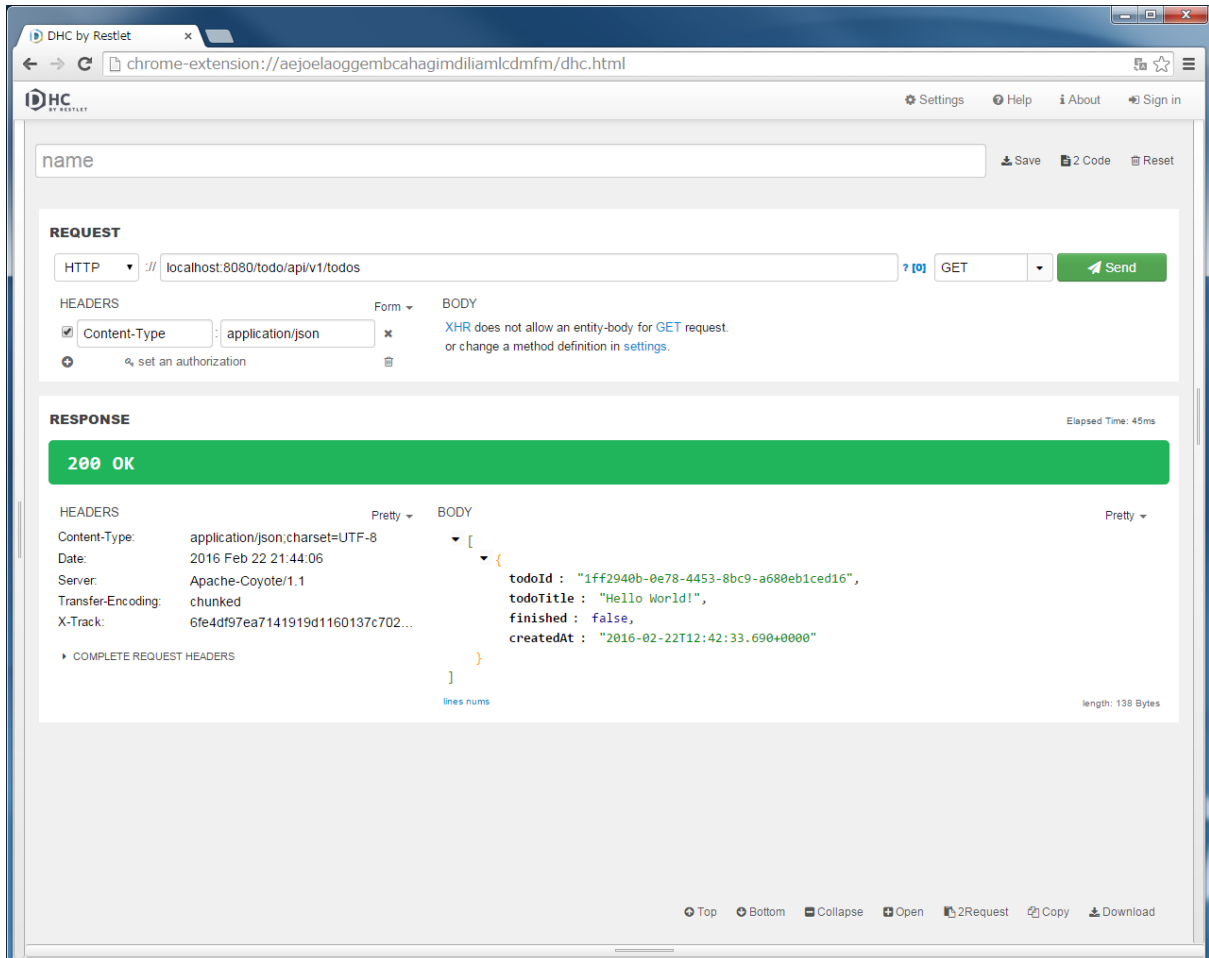 DHC by Restlet
chrome-extension://aejoelaoggembcahagimdiliamlcdmfm/dhc.html
DHC BY RESTLET Settings Help About Sign in
name Save 2 Code Reset
REQUEST
HTTP :// localhost:8080/todo/api/v1/todos ? [0] GET Send
HEADERS Form BODY
Content-Type : application/json XHR does not allow an entity-body for GET request.
or change a method definition in settings.
set an authorization
RESPONSE Elapsed Time: 45ms
200 OK
HEADERS Pretty BODY Pretty
Content-Type: application/json;charset=UTF-8 [
Date: 2016 Feb 22 21:44:06 {
Server: Apache-Coyote/1.1 todoId : "1ff2940b-0e78-4453-8bc9-a680eb1ced16",
Transfer-Encoding: chunked todoTitle : "Hello World!",
X-Track: 6fe4df97ea7141919d1160137c702... finished : false,
createdAt : "2016-02-22T12:42:33.690+0000"
COMPLETE REQUEST HEADERS }
]
lines nums length: 138 Bytes
Top Bottom Collapse Open 2Request Copy Download